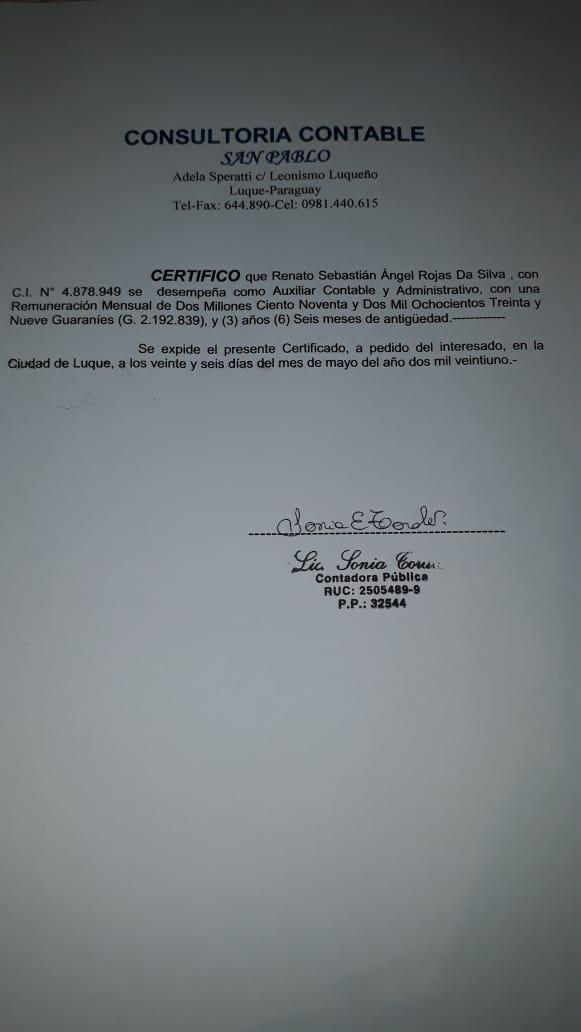 CONSULTORIA CONTABLE
SAN PABLO
Adela Speratti c/ Leonismo Luqueño
Luque-Paraguay
Tel-Fax: 644.890-Cel: 0981.440.615
CERTIFICO que Renato Sebastián Ángel Rojas Da Silva , con
C.I. N° 4.878.949 se desempeña como Auxiliar Contable y Administrativo, con una
Remuneración Mensual de Dos Millones Ciento Noventa y Dos Mil Ochocientos Treinta y
Nueve Guaraníes (G. 2.192.839), y (3) años (6) Seis meses de antigüedad.------------
Se expide el presente Certificado, a pedido del interesado, en la
Ciudad de Luque, a los veinte y seis días del mes de mayo del año dos mil veintiuno.-
Sonia E
Lic. Sonia
Contadora Pública
RUC: 2505489-9
P.P.: 32544